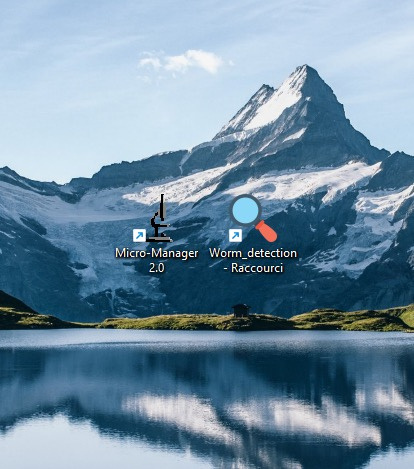 Micro-Manager
2.0
Worm_detection
- Raccourci